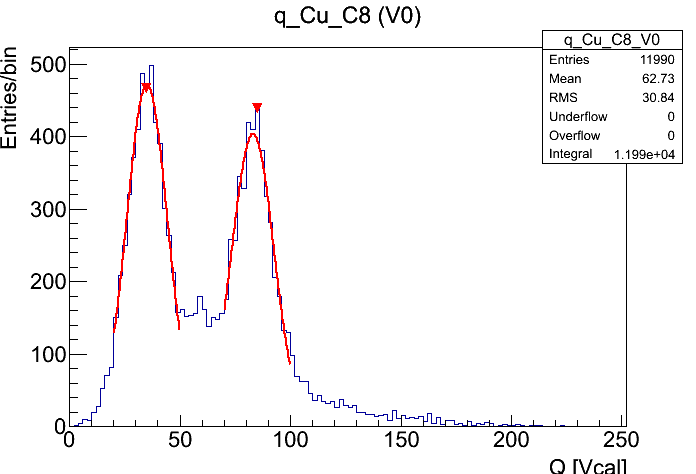 q_Cu_C8 (V0)
Entries/bin
q_Cu_C8_V0
Entries 11990
Mean 62.73
RMS 30.84
Underflow 0
Overflow 0
Integral 1.199e+04
500
400
300
200
100
0
0 50 100 150 200 250
Q [Vcal]